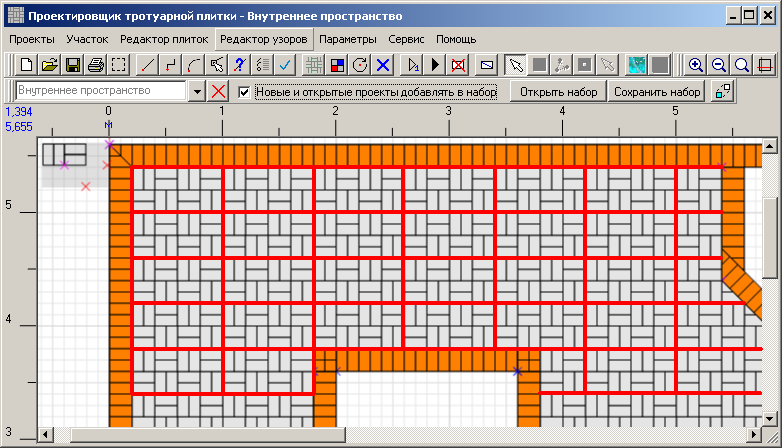 Проектировщик тротуарной плитки - Внутреннее пространство
Проекты Участок Редактор плиток Редактор узоров Параметры Сервис Помощь
Внутреннее пространство Новые и открытые проекты добавлять в набор Открыть набор Сохранить набор
1,394 0 1 2 3 4 5
5,655 м
5
4
3